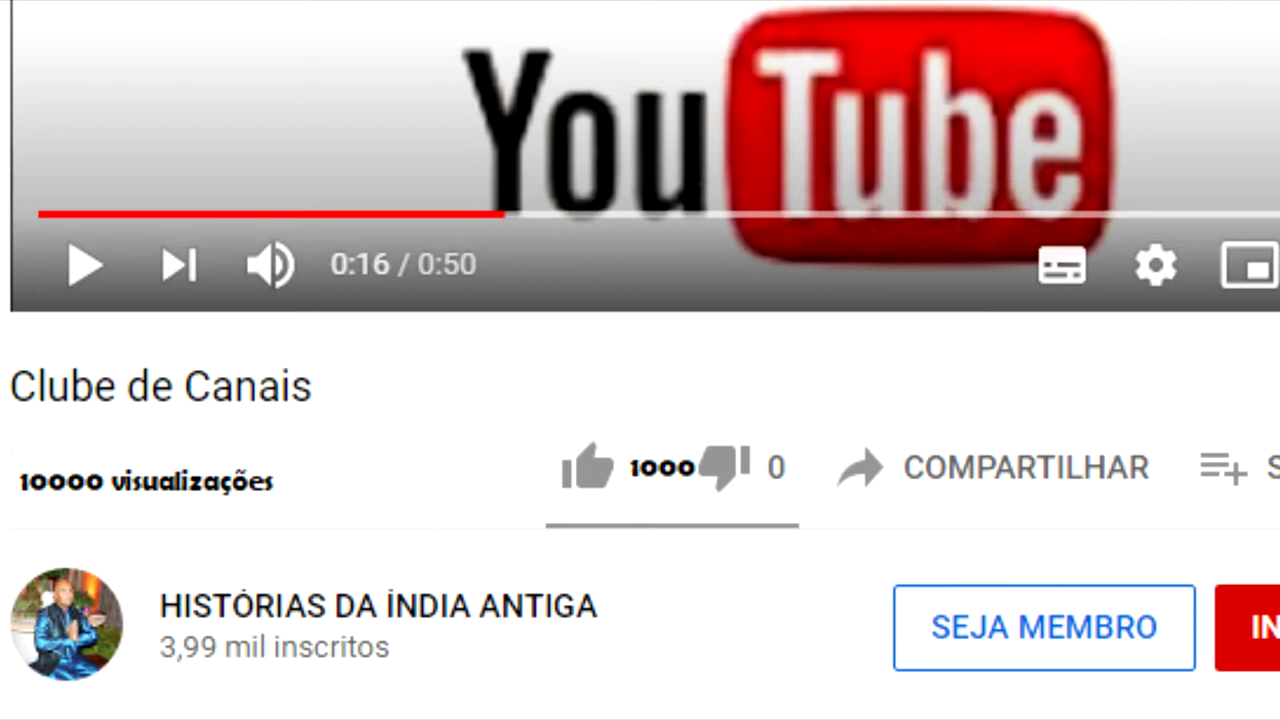 YouTube
0:16 / 0:50
Clube de Canais
10000 visualizações
1000 0 COMPARTILHAR S
HISTÓRIAS DA ÍNDIA ANTIGA
3,99 mil inscritos
SEJA MEMBRO IN